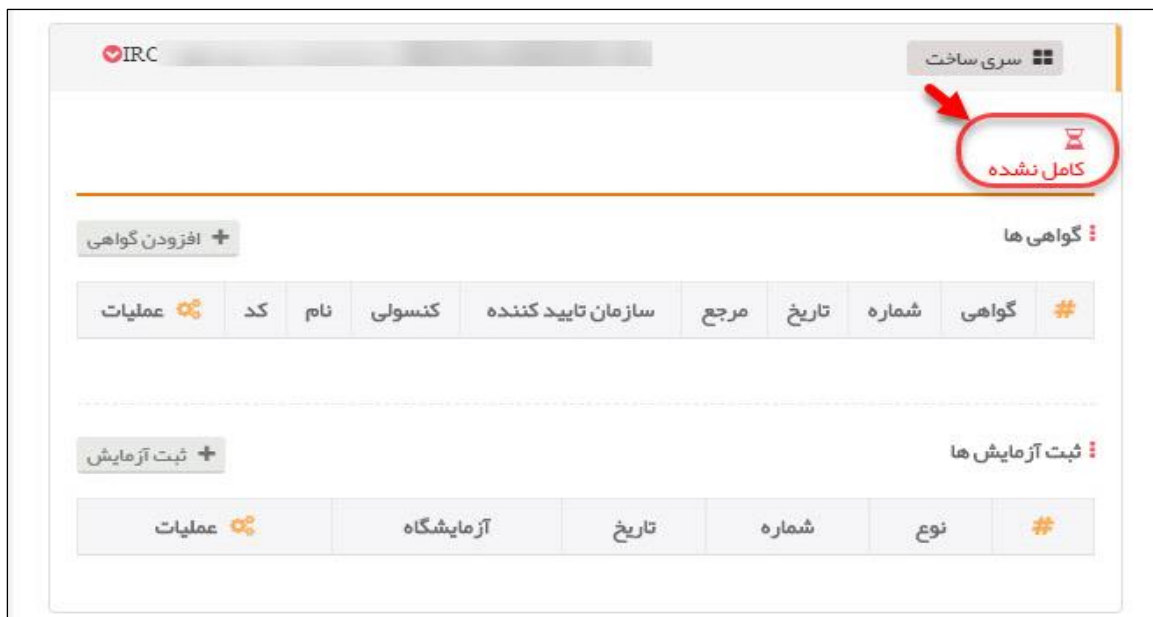 سری ساخت IRC
کامل نشده
گواهی ها + افزودن گواهی
# گواهی شماره تاریخ مرجع سازمان تایید کننده کنسولی نام کد عملیات
ثبت آزمایش ها + ثبت آزمایش
# نوع شماره تاریخ آزمایشگاه عملیات